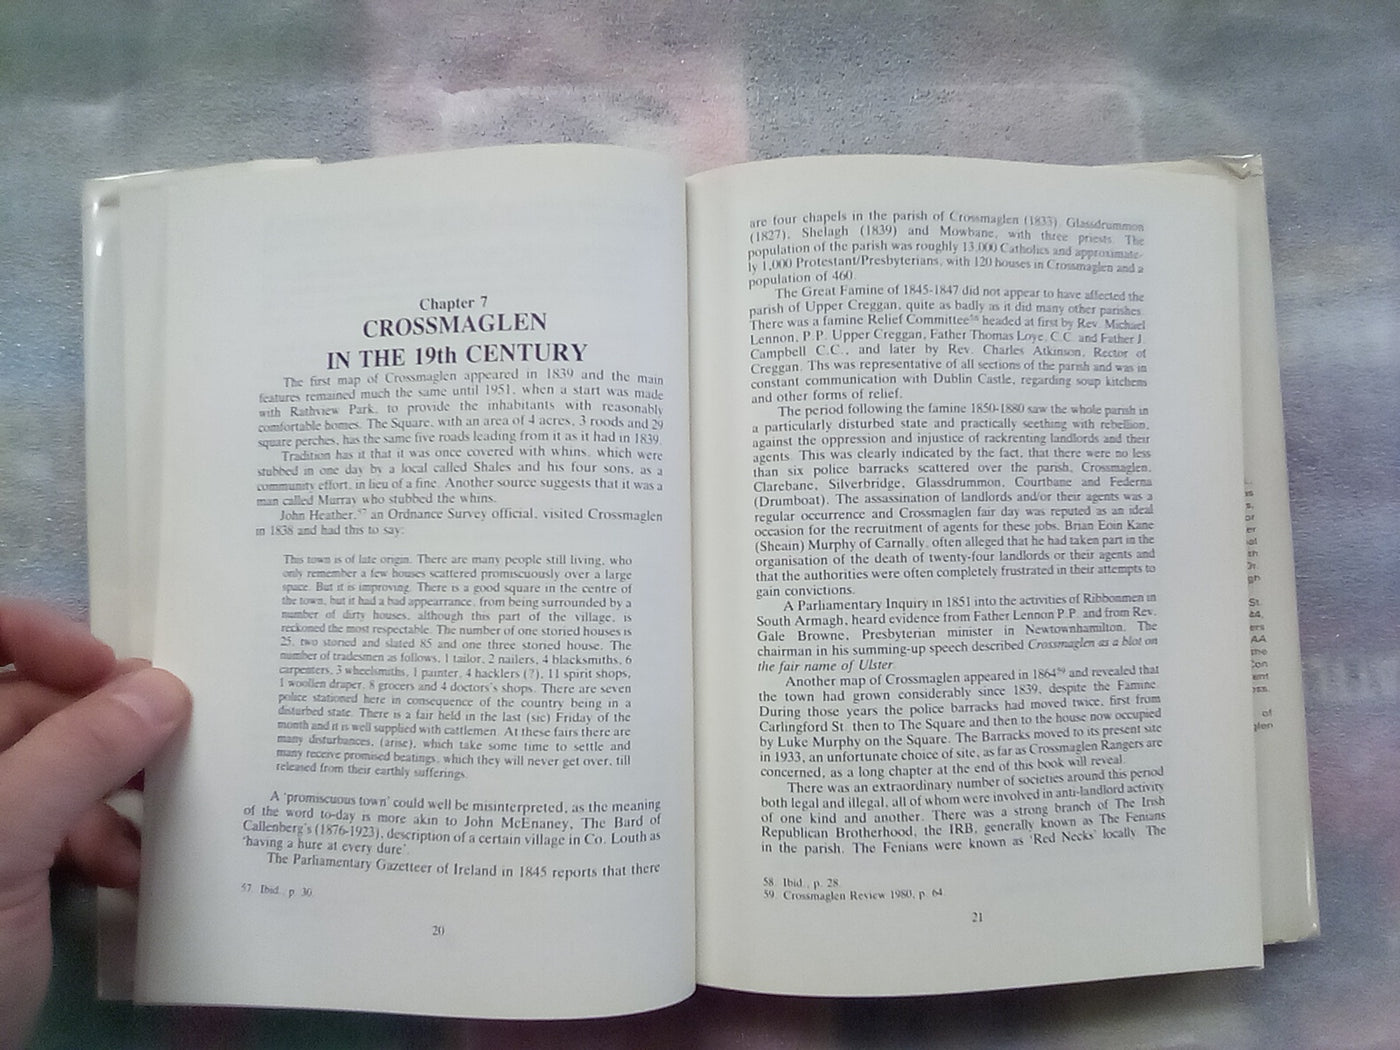 Chapter 7
CROSSMAGLEN
IN THE 19th CENTURY
The first map of Crossmaglen appeared in 1839 and the main
features remained much the same until 1951, when a start was made
with Rathview Park, to provide the inhabitants with reasonably
comfortable homes. The Square, with an area of 4 acres, 3 roods and 29
square perches, has the same five roads leading from it as it had in 1839.
Tradition has it that it was once covered with whins, which were
stubbed in one day by a local called Shales and his four sons, as a
community effort, in lieu of a fine. Another source suggests that it was a
man called Murray who stubbed the whins.
John Heather,57 an Ordnance Survey official, visited Crossmaglen
in 1838 and had this to say:
This town is of late origin. There are many people still living, who
only remember a few houses scattered promiscuously over a large
space. But it is improving. There is a good square in the centre of
the town, but it had a bad appearrance, from being surrounded by a
number of dirty houses, although this part of the village, is
reckoned the most respectable. The number of one storied houses is
25, two storied and slated 85 and one three storied house. The
number of tradesmen as follows, 1 tailor, 2 nailers, 4 blacksmiths, 6
carpenters, 3 wheelsmiths, 1 painter, 4 hacklers (?), 11 spirit shops,
1 woollen draper, 8 grocers and 4 doctors's shops. There are seven
police stationed here in consequence of the country being in a
disturbed state. There is a fair held in the last (sic) Friday of the
month and it is well supplied with cattlemen. At these fairs there are
many disturbances, (arise), which take some time to settle and
many receive promised beatings, which they will never get over, till
released from their earthly sufferings.
A 'promiscuous town' could well be misinterpreted, as the meaning
of the word to-day is more akin to John McEnaney, The Bard of
Callenberg's (1876-1923), description of a certain village in Co. Louth as
'having a hure at every dure'.
The Parliamentary Gazetteer of Ireland in 1845 reports that there
57. Ibid., p. 30.
20
are four chapels in the parish of Crossmaglen (1833), Glassdrummon
(1827), Shelagh (1839) and Mowbane, with three priests. The
population of the parish was roughly 13,000 Catholics and approximate-
ly 1,000 Protestant/Presbyterians, with 120 houses in Crossmaglen and a
population of 460.
The Great Famine of 1845-1847 did not appear to have affected the
parish of Upper Creggan, quite as badly as it did many other parishes.
There was a famine Relief Committee58 headed at first by Rev. Michael
Lennon, P.P. Upper Creggan, Father Thomas Loye, C.C. and Father J.
Campbell C.C., and later by Rev. Charles Atkinson, Rector of
Creggan. Ths was representative of all sections of the parish and was in
constant communication with Dublin Castle, regarding soup kitchens
and other forms of relief.
The period following the famine 1850-1880 saw the whole parish in
a particularly disturbed state and practically seething with rebellion,
against the oppression and injustice of rackrenting landlords and their
agents. This was clearly indicated by the fact, that there were no less
than six police barracks scattered over the parish, Crossmaglen,
Clarebane, Silverbridge, Glassdrummon, Courtbane and Federna
(Drumboat). The assassination of landlords and/or their agents was a
regular occurrence and Crossmaglen fair day was reputed as an ideal
occasion for the recruitment of agents for these jobs. Brian Eoin Kane
(Sheain) Murphy of Carnally, often alleged that he had taken part in the
organisation of the death of twenty-four landlords or their agents and
that the authorities were often completely frustrated in their attempts to
gain convictions.
A Parliamentary Inquiry in 1851 into the activities of Ribbonmen in
South Armagh, heard evidence from Father Lennon P.P. and from Rev.
Gale Browne, Presbyterian minister in Newtownhamilton. The
chairman in his summing-up speech described Crossmaglen as a blot on
the fair name of Ulster.
Another map of Crossmaglen appeared in 186459 and revealed that
the town had grown considerably since 1839, despite the Famine.
During those years the police barracks had moved twice, first from
Carlingford St. then to The Square and then to the house now occupied
by Luke Murphy on the Square. The Barracks moved to its present site
in 1933, an unfortunate choice of site, as far as Crossmaglen Rangers are
concerned, as a long chapter at the end of this book will reveal.
There was an extraordinary number of societies around this period
both legal and illegal, all of whom were involved in anti-landlord activity
of one kind and another. There was a strong branch of The Irish
Republican Brotherhood, the IRB, generally known as The Fenians
in the parish. The Fenians were known as 'Red Necks' locally. The
58. Ibid., p. 28.
59. Crossmaglen Review 1980, p. 64.
21